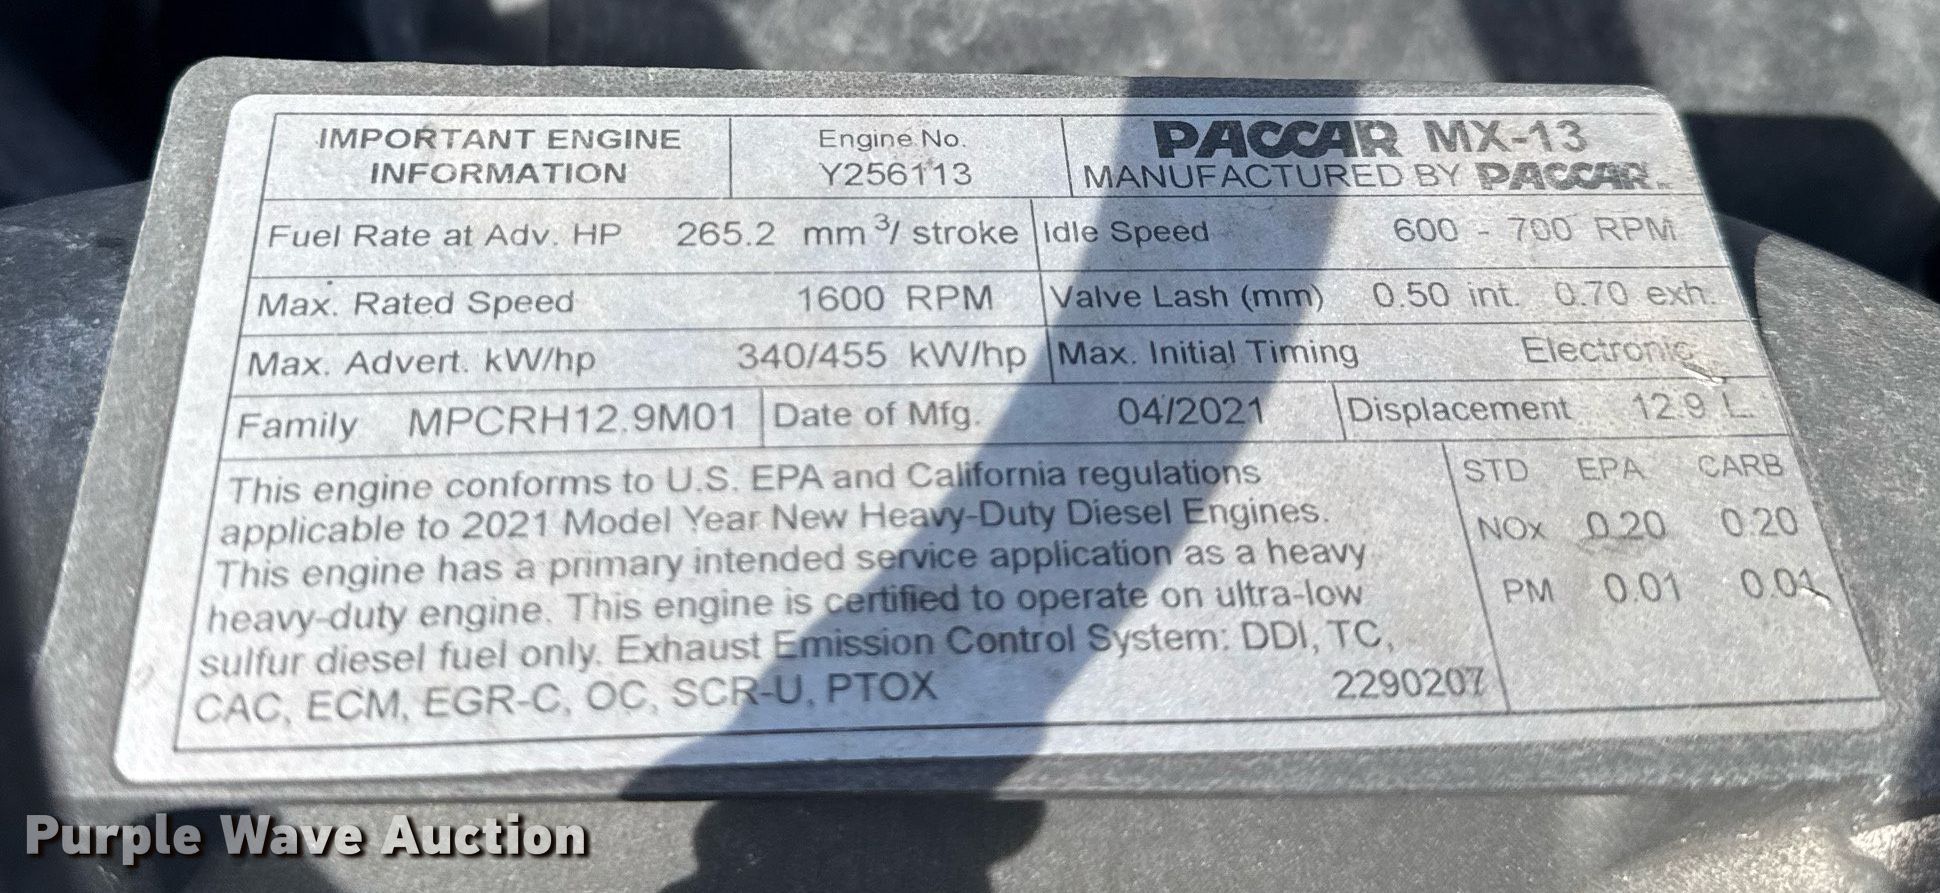 IMPORTANT ENGINE INFORMATION
Engine No. Y256113
PACCAR MX-13
MANUFACTURED BY PACCAR
Fuel Rate at Adv. HP 265.2 mm³/ stroke
Idle Speed 600 - 700 RPM
Max. Rated Speed 1600 RPM
Valve Lash (mm) 0.50 int. 0.70 exh.
Max. Advert. kW/hp 340/455 kW/hp
Max. Initial Timing Electronic
Family MPCRH12.9M01
Date of Mfg. 04/2021
Displacement 12.9 L.
This engine conforms to U.S. EPA and California regulations
applicable to 2021 Model Year New Heavy-Duty Diesel Engines.
This engine has a primary intended service application as a heavy
heavy-duty engine. This engine is certified to operate on ultra-low
sulfur diesel fuel only. Exhaust Emission Control System: DDI, TC,
CAC, ECM, EGR-C, OC, SCR-U, PTOX
2290207
STD EPA CARB
NOx 0.20 0.20
PM 0.01 0.01
Purple Wave Auction